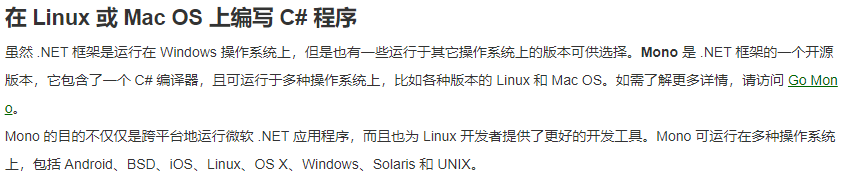 在 Linux 或 Mac OS 上编写 C# 程序
虽然 .NET 框架是运行在 Windows 操作系统上，但是也有一些运行于其它操作系统上的版本可供选择。Mono 是 .NET 框架的一个开源
版本，它包含了一个 C# 编译器，且可运行于多种操作系统上，比如各种版本的 Linux 和 Mac OS。如需了解更多详情，请访问 Go Mon
o。
Mono 的目的不仅仅是跨平台地运行微软 .NET 应用程序，而且也为 Linux 开发者提供了更好的开发工具。Mono 可运行在多种操作系统
上，包括 Android、BSD、iOS、Linux、OS X、Windows、Solaris 和 UNIX。